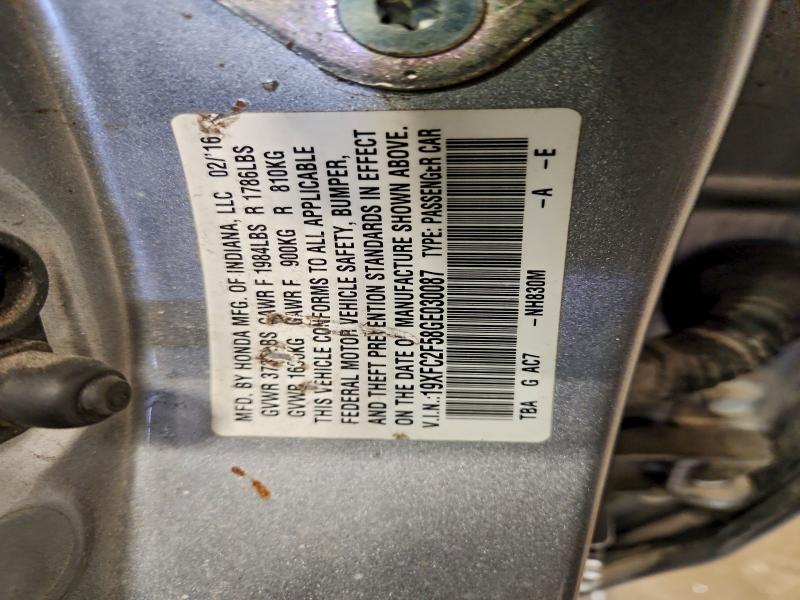 MFD. BY HONDA MFG. OF INDIANA, LLC 02/'16
GVWR LBS GAWR F 1984LBS R 1786LBS
GVWR KG GAWR F 900KG R 810KG
THIS VEHICLE CONFORMS TO ALL APPLICABLE
FEDERAL MOTOR VEHICLE SAFETY, BUMPER,
AND THEFT PREVENTION STANDARDS IN EFFECT
ON THE DATE OF MANUFACTURE SHOWN ABOVE.
V.I.N.:19XFC2F58GE030087 TYPE: PASSENGER CAR
TBA G AC7 -NH830M -A -E